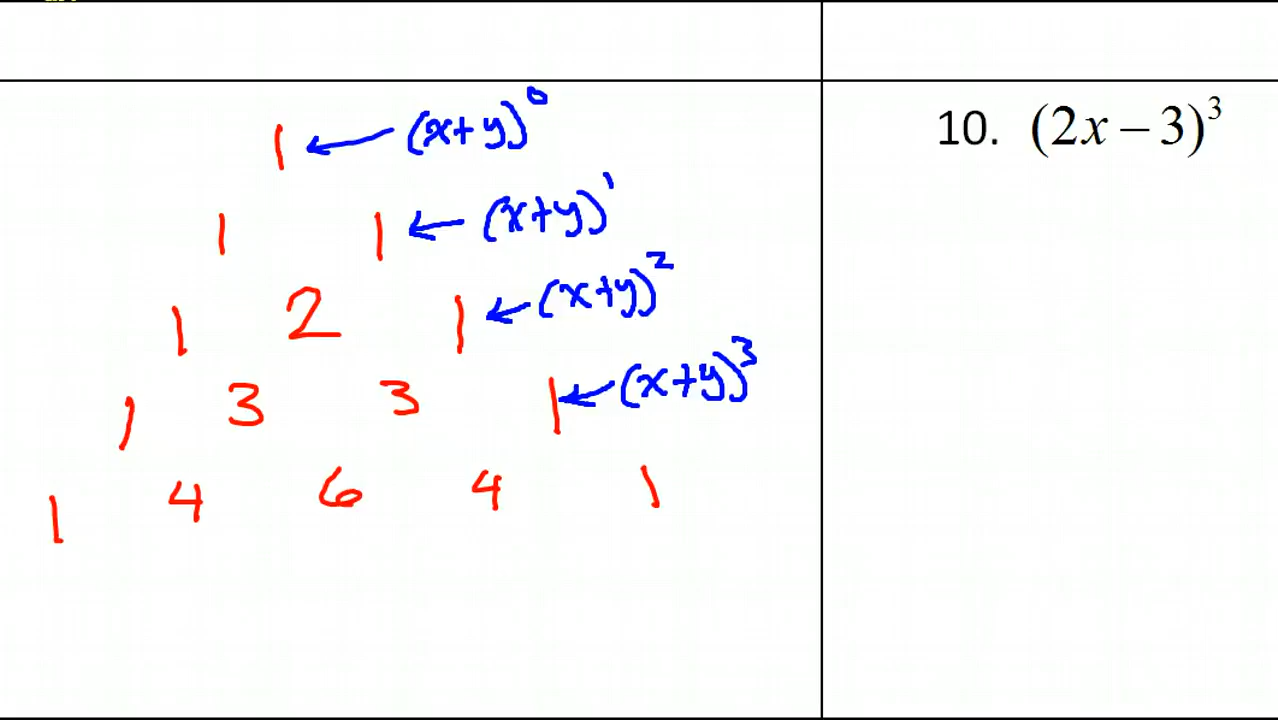 1 ← (x+y)⁰
1 1 ← (x+y)¹
1 2 1 ← (x+y)²
1 3 3 1 ← (x+y)³
1 4 6 4 1
10. (2x – 3)³